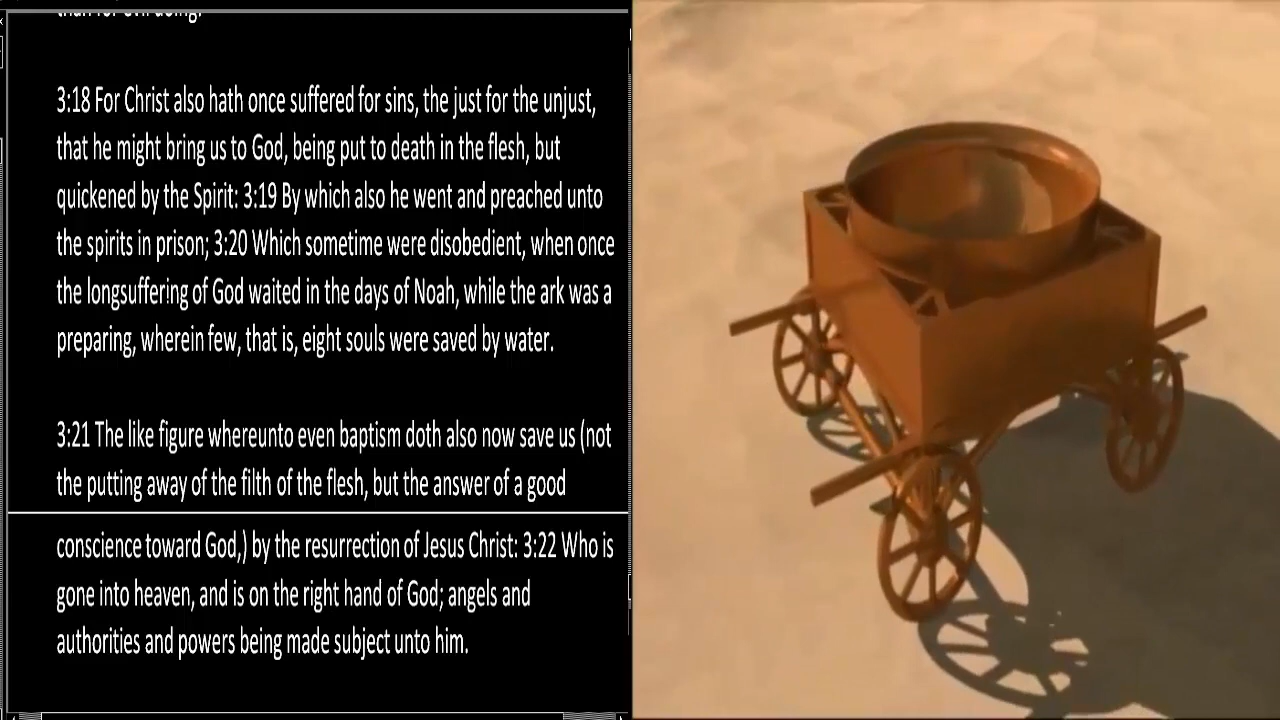 than for evil doing.
3:18 For Christ also hath once suffered for sins, the just for the unjust,
that he might bring us to God, being put to death in the flesh, but
quickened by the Spirit: 3:19 By which also he went and preached unto
the spirits in prison; 3:20 Which sometime were disobedient, when once
the longsuffering of God waited in the days of Noah, while the ark was a
preparing, wherein few, that is, eight souls were saved by water.
3:21 The like figure whereunto even baptism doth also now save us (not
the putting away of the filth of the flesh, but the answer of a good
conscience toward God,) by the resurrection of Jesus Christ: 3:22 Who is
gone into heaven, and is on the right hand of God; angels and
authorities and powers being made subject unto him.